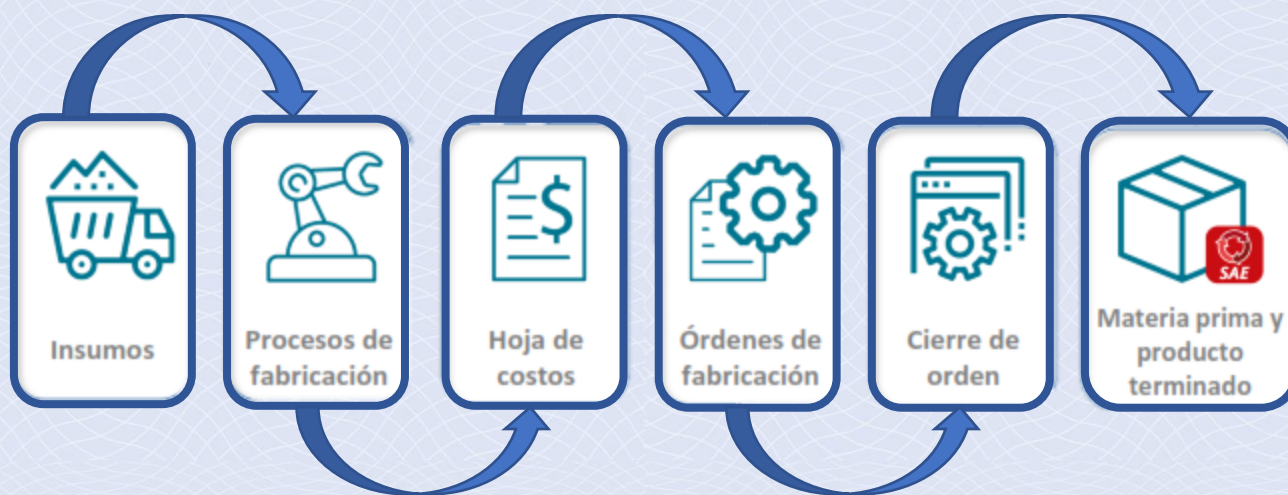 Insumos
Procesos de
fabricación
Hoja de
costos
Órdenes de
fabricación
Cierre de
orden
SAE
Materia prima y
producto
terminado